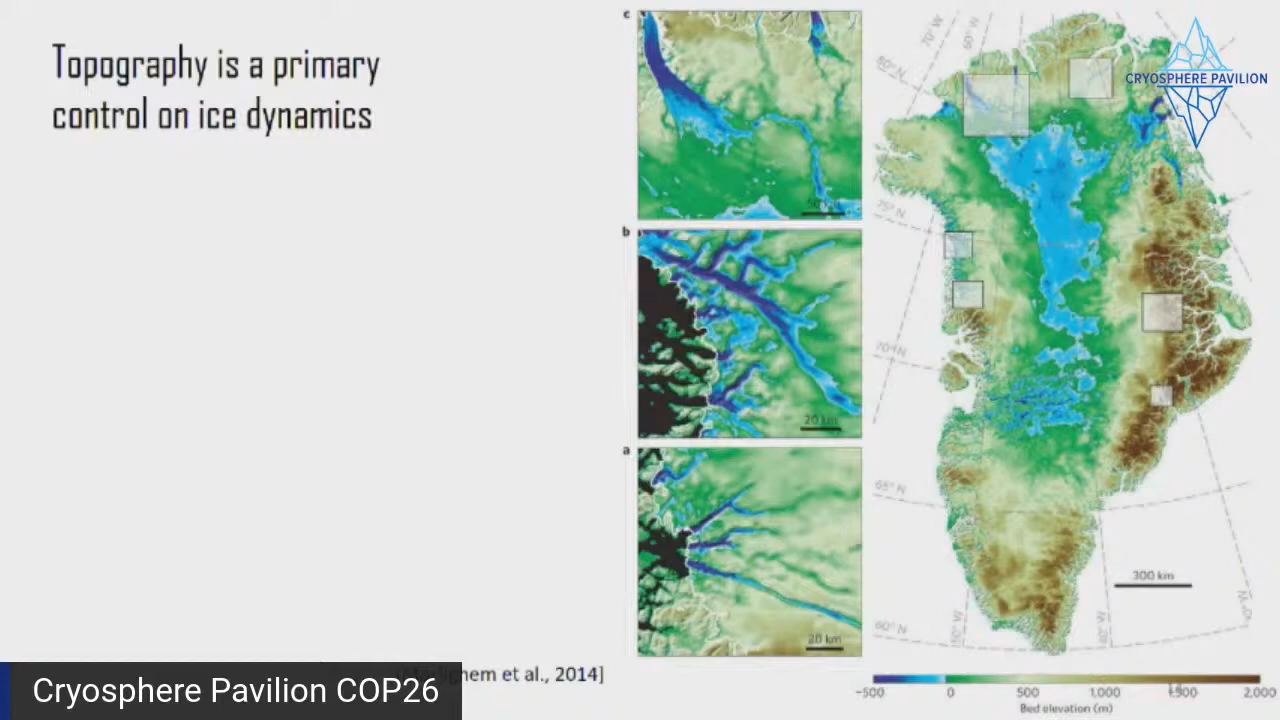 Topography is a primary
control on ice dynamics
c
b
20 km
a
20 km
70° W
60° W
80° N
75° N
70° N
65° N
60° N
50° W
40° W
300 km
CRYOSPHERE PAVILION
et al., 2014]
Cryosphere Pavilion COP26
−500 0 500 1,000 1,500 2,000
Bed elevation (m)